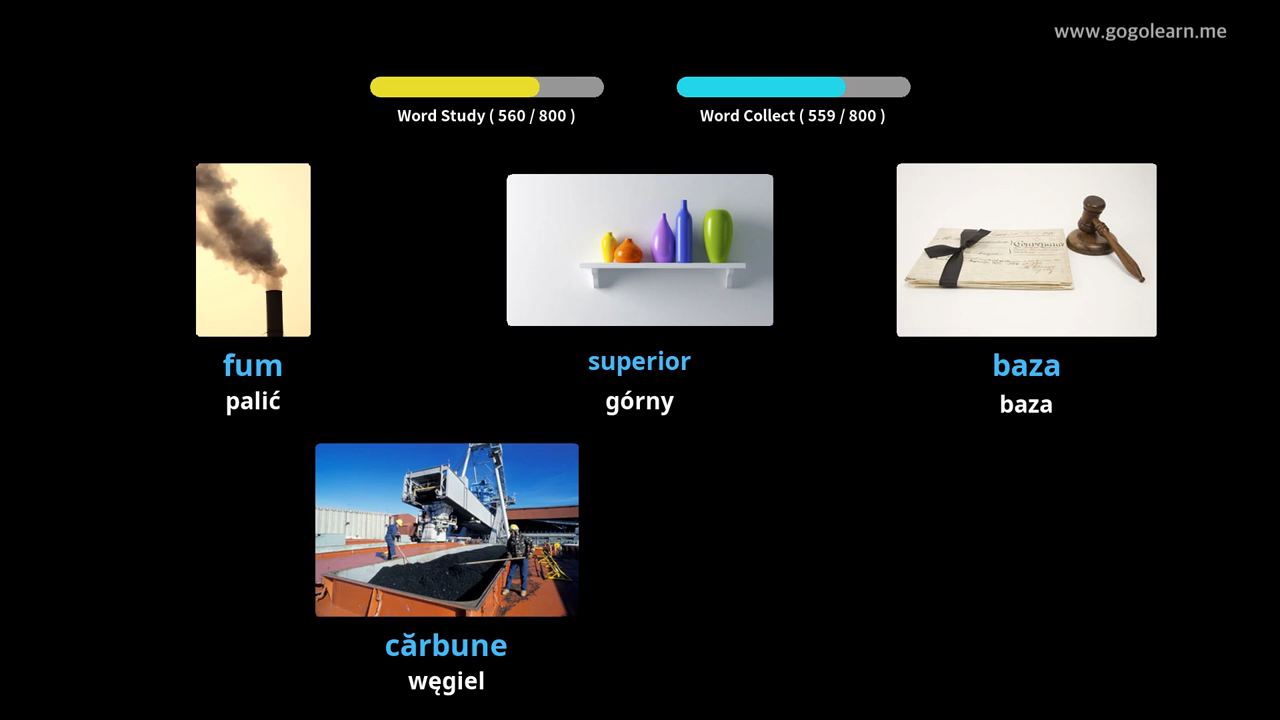 www.gogolearn.me
Word Study ( 560 / 800 )
Word Collect ( 559 / 800 )
fum
palić
superior
górny
baza
baza
cărbune
węgiel